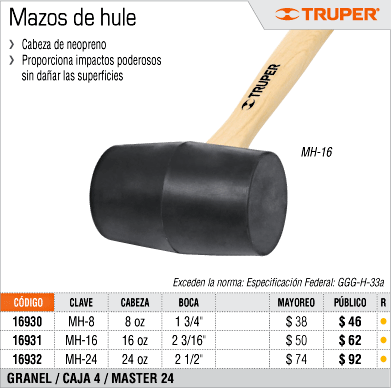 Mazos de hule
TRUPER®
Cabeza de neopreno
Proporciona impactos poderosos
sin dañar las superficies
TRUPER
MH-16
Exceden la norma: Especificación Federal: GGG-H-33a
CÓDIGO CLAVE CABEZA BOCA MAYOREO PÚBLICO R
16930 MH-8 8 oz 1 3/4" $ 38 $ 46
16931 MH-16 16 oz 2 3/16" $ 50 $ 62
16932 MH-24 24 oz 2 1/2" $ 74 $ 92
GRANEL / CAJA 4 / MASTER 24